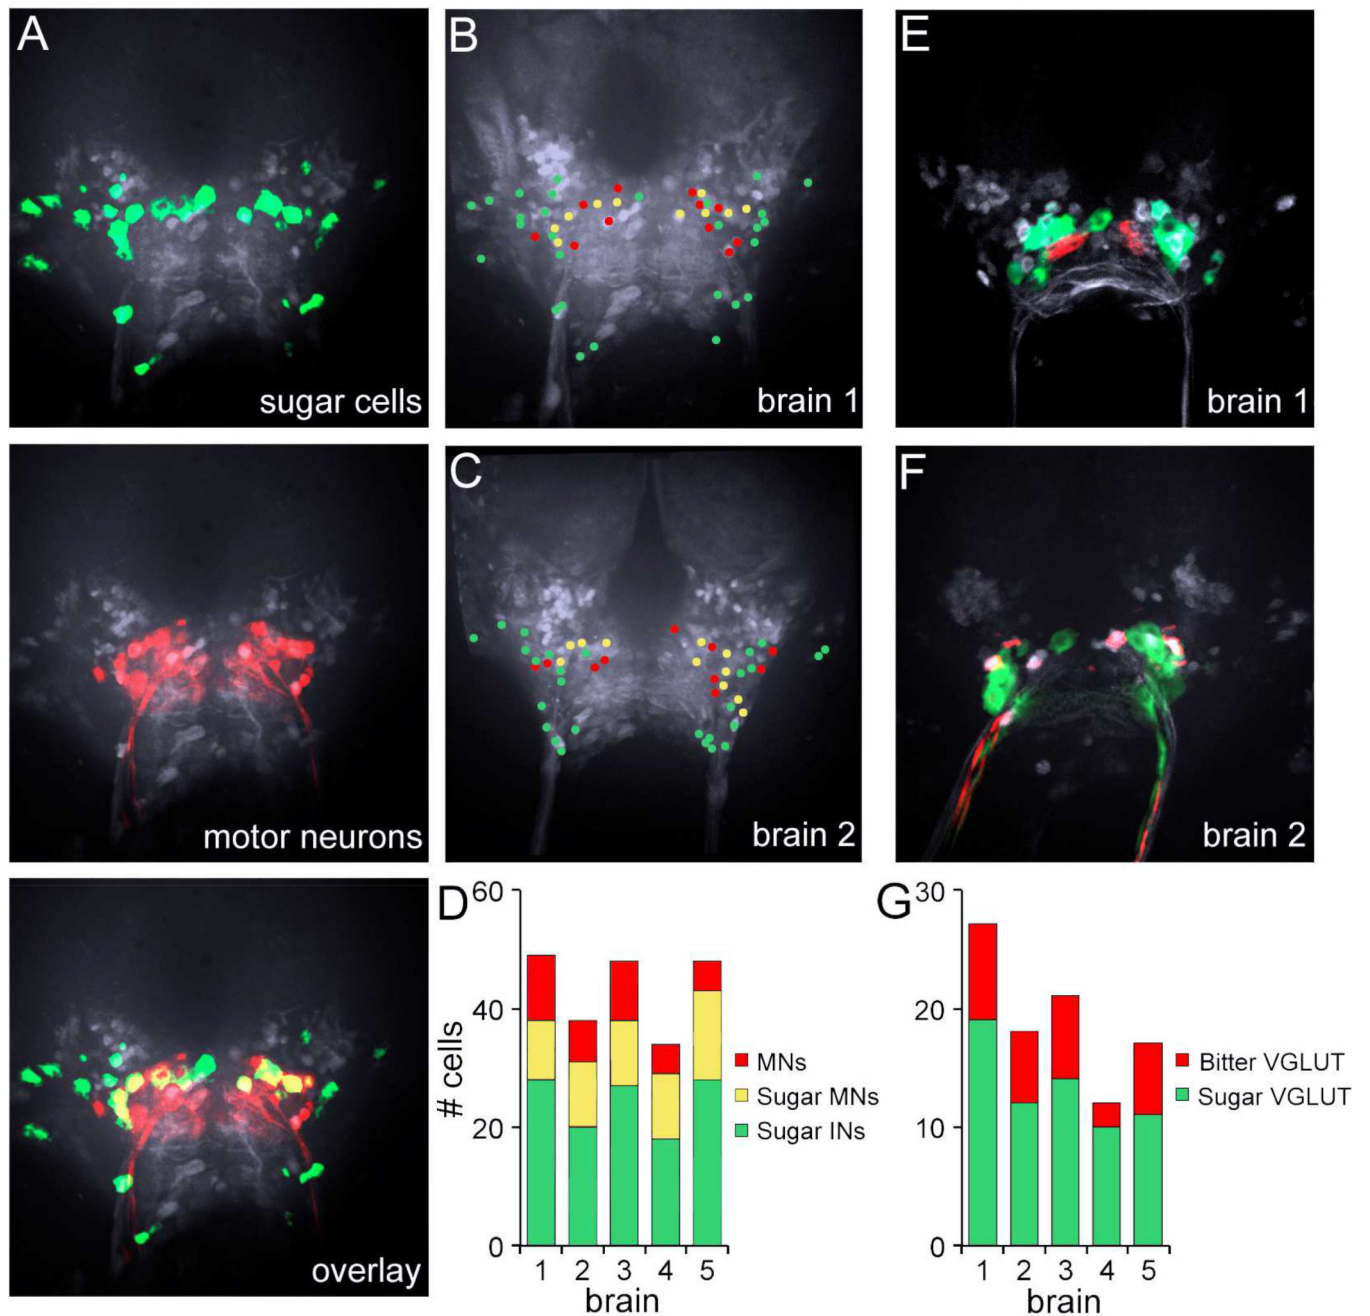 A
sugar cells
motor neurons
overlay
B
brain 1
C
brain 2
E
brain 1
F
brain 2
D
60
40
20
0
# cells
1 2 3 4 5
brain
MNs
Sugar MNs
Sugar INs
G
30
20
10
0
1 2 3 4 5
brain
Bitter VGLUT
Sugar VGLUT